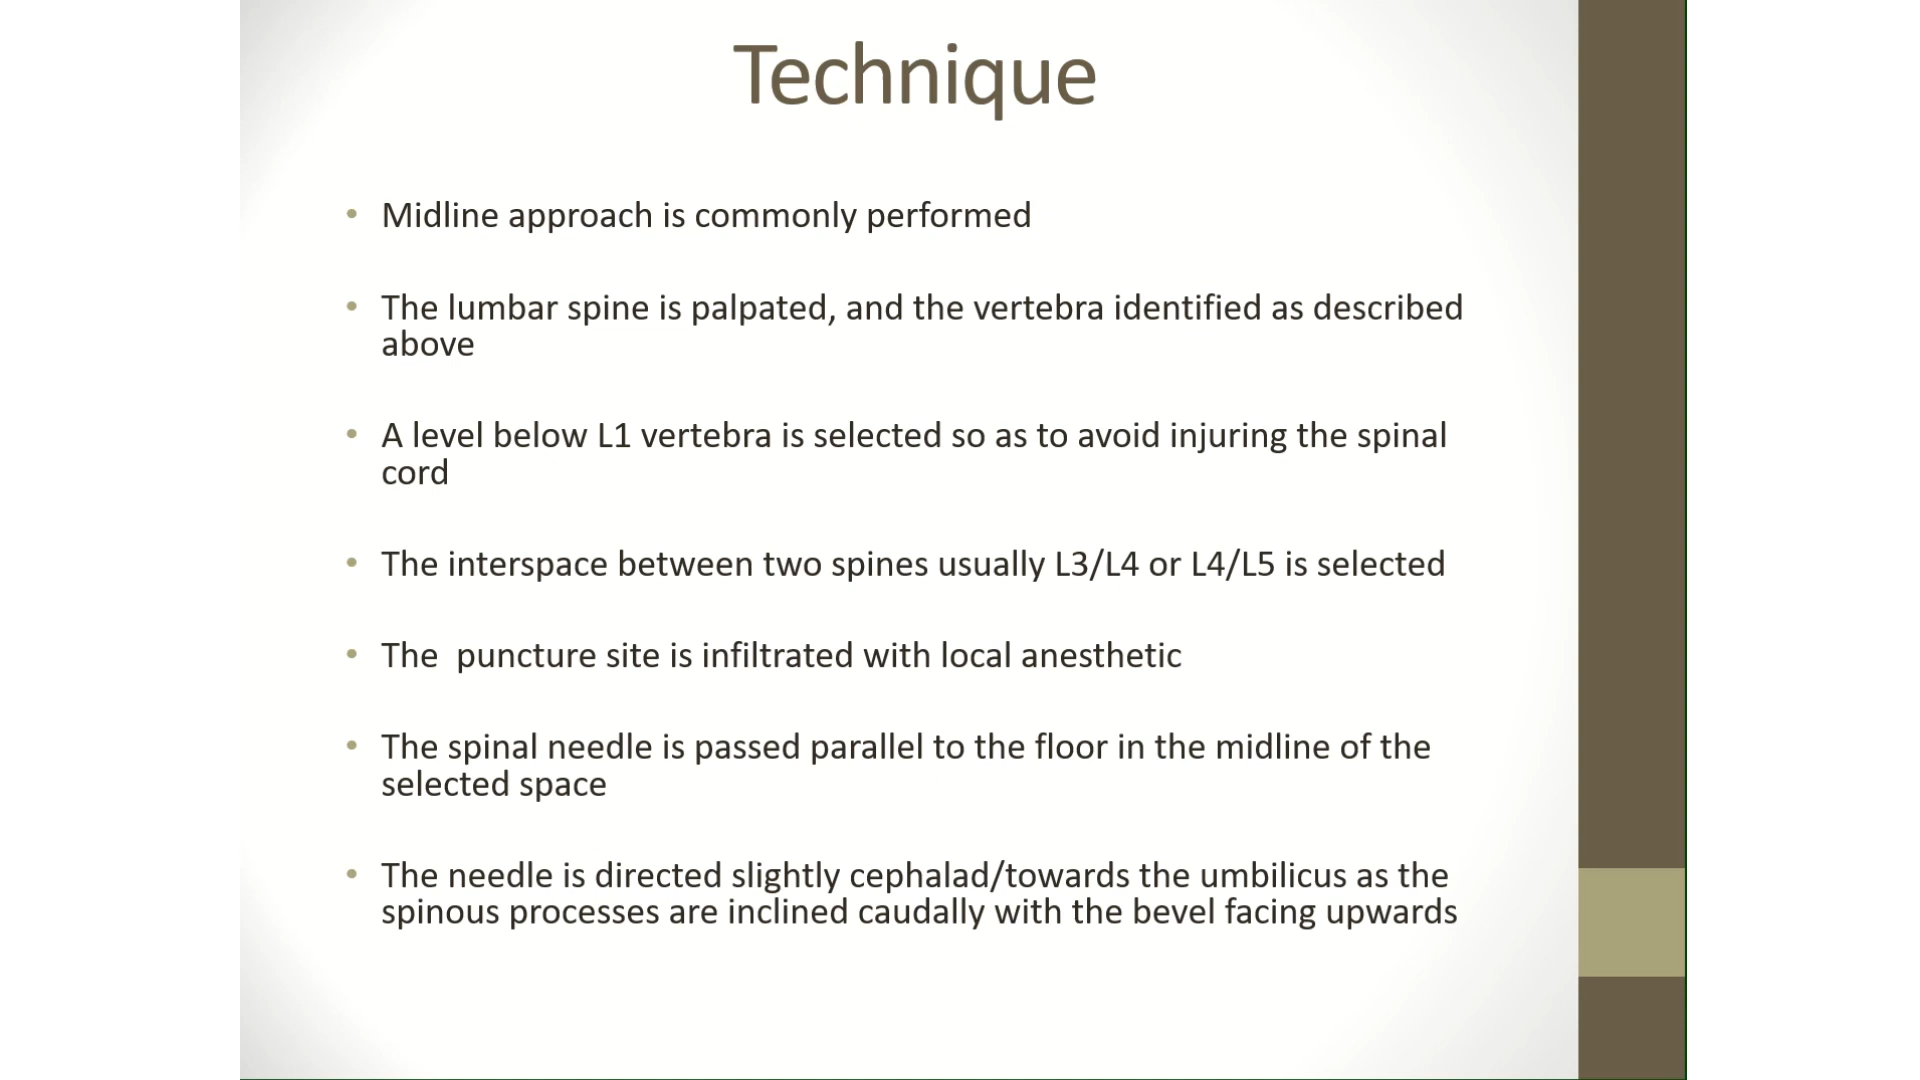 Technique
• Midline approach is commonly performed
• The lumbar spine is palpated, and the vertebra identified as described
above
• A level below L1 vertebra is selected so as to avoid injuring the spinal
cord
• The interspace between two spines usually L3/L4 or L4/L5 is selected
• The  puncture site is infiltrated with local anesthetic
• The spinal needle is passed parallel to the floor in the midline of the
selected space
• The needle is directed slightly cephalad/towards the umbilicus as the
spinous processes are inclined caudally with the bevel facing upwards